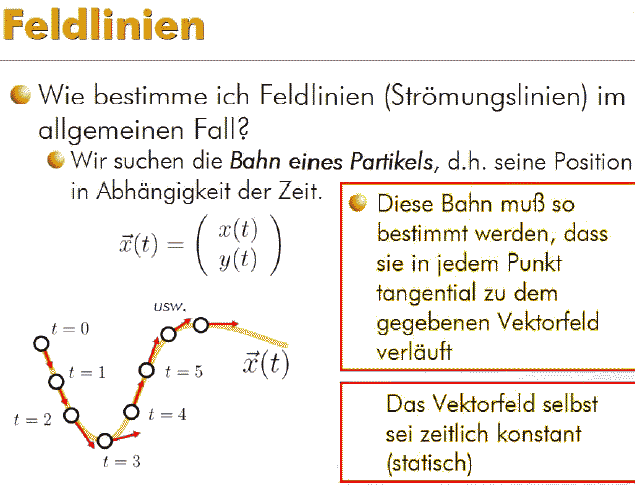 Feldlinien
Wie bestimme ich Feldlinien (Strömungslinien) im
allgemeinen Fall?
Wir suchen die Bahn eines Partikels, d.h. seine Position
in Abhängigkeit der Zeit.
x⃗(t) = ( x(t)
y(t) )
Diese Bahn muß so
bestimmt werden, dass
sie in jedem Punkt
tangential zu dem
gegebenen Vektorfeld
verläuft
usw.
t = 0
t = 1
t = 2
t = 3
t = 4
t = 5
x⃗(t)
Das Vektorfeld selbst
sei zeitlich konstant
(statisch)